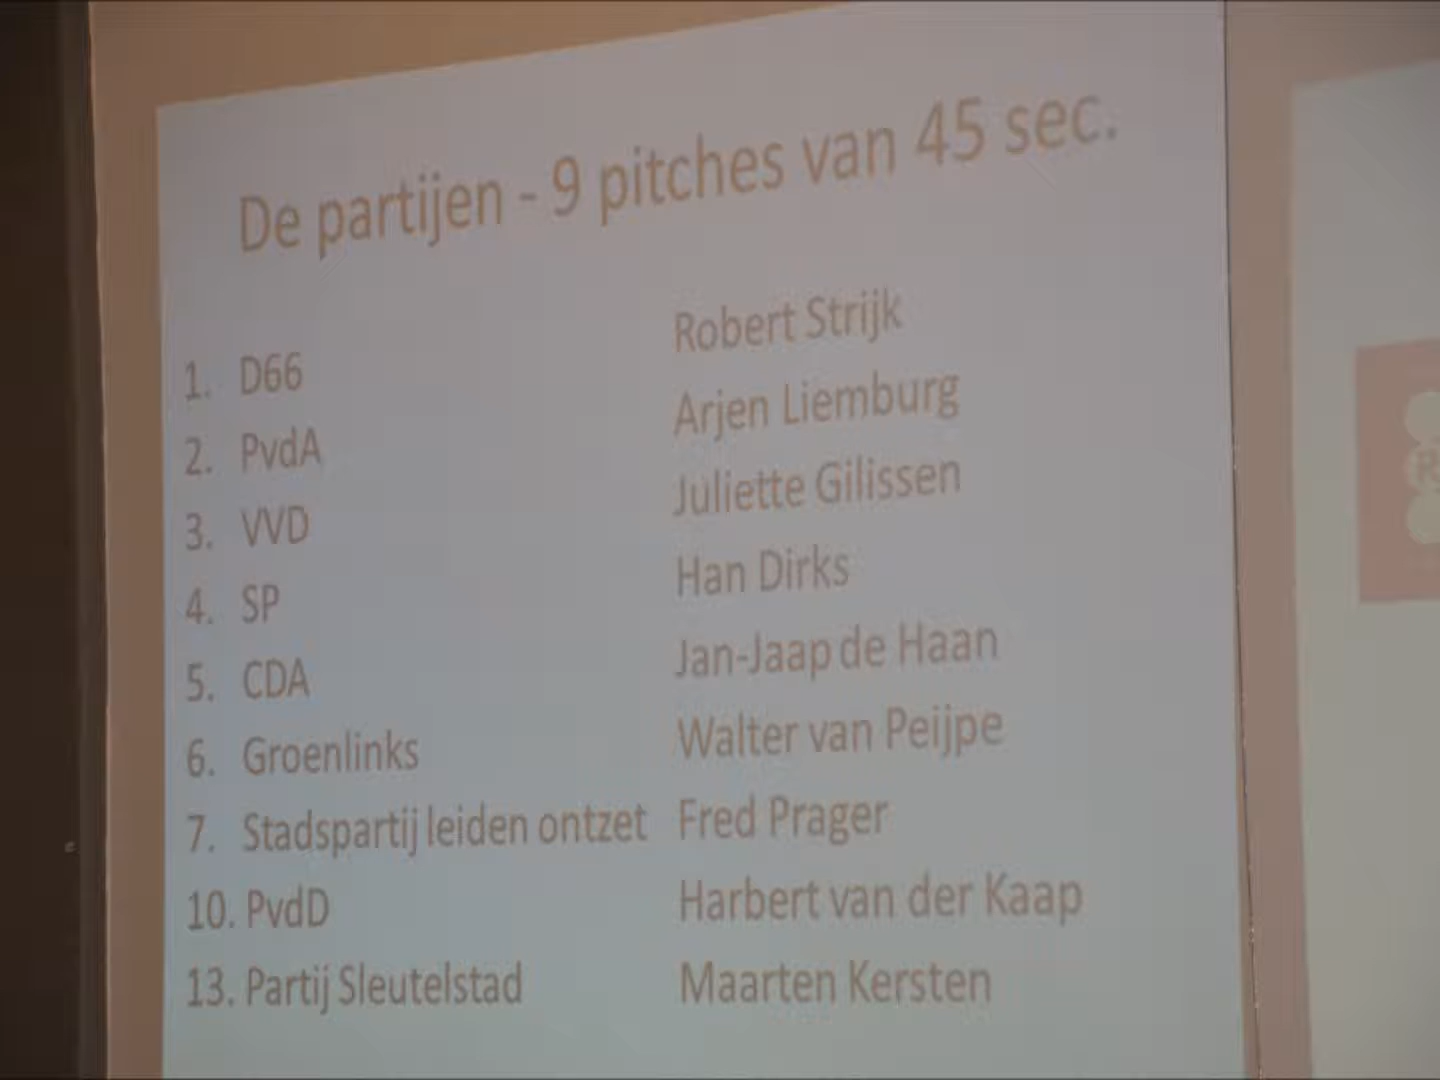 De partijen - 9 pitches van 45 sec.
1. D66 Robert Strijk
2. PvdA Arjen Liemburg
3. VVD Juliette Gilissen
4. SP Han Dirks
5. CDA Jan-Jaap de Haan
6. Groenlinks Walter van Peijpe
7. Stadspartij leiden ontzet Fred Prager
10. PvdD Harbert van der Kaap
13. Partij Sleutelstad Maarten Kersten